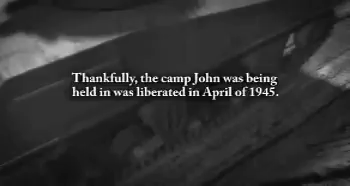 Thankfully, the camp John was being
held in was liberated in April of 1945.